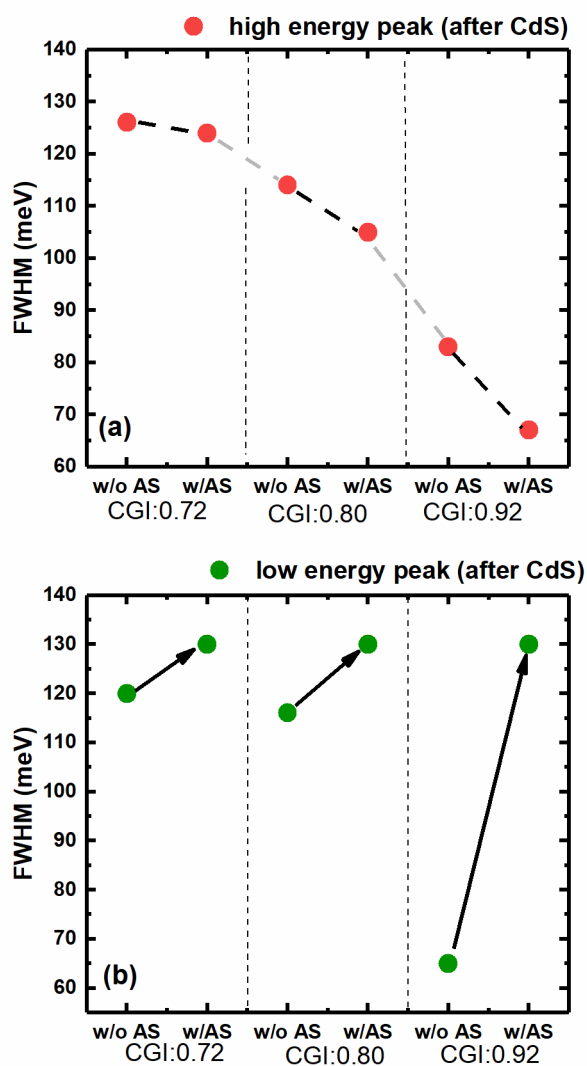 high energy peak (after CdS)
140
130
120
110
100
90
80
70
60
FWHM (meV)
(a)
w/o AS w/AS w/o AS w/AS w/o AS w/AS
CGI:0.72 CGI:0.80 CGI:0.92
low energy peak (after CdS)
140
130
120
110
100
90
80
70
60
FWHM (meV)
(b)
w/o AS w/AS w/o AS w/AS w/o AS w/AS
CGI:0.72 CGI:0.80 CGI:0.92